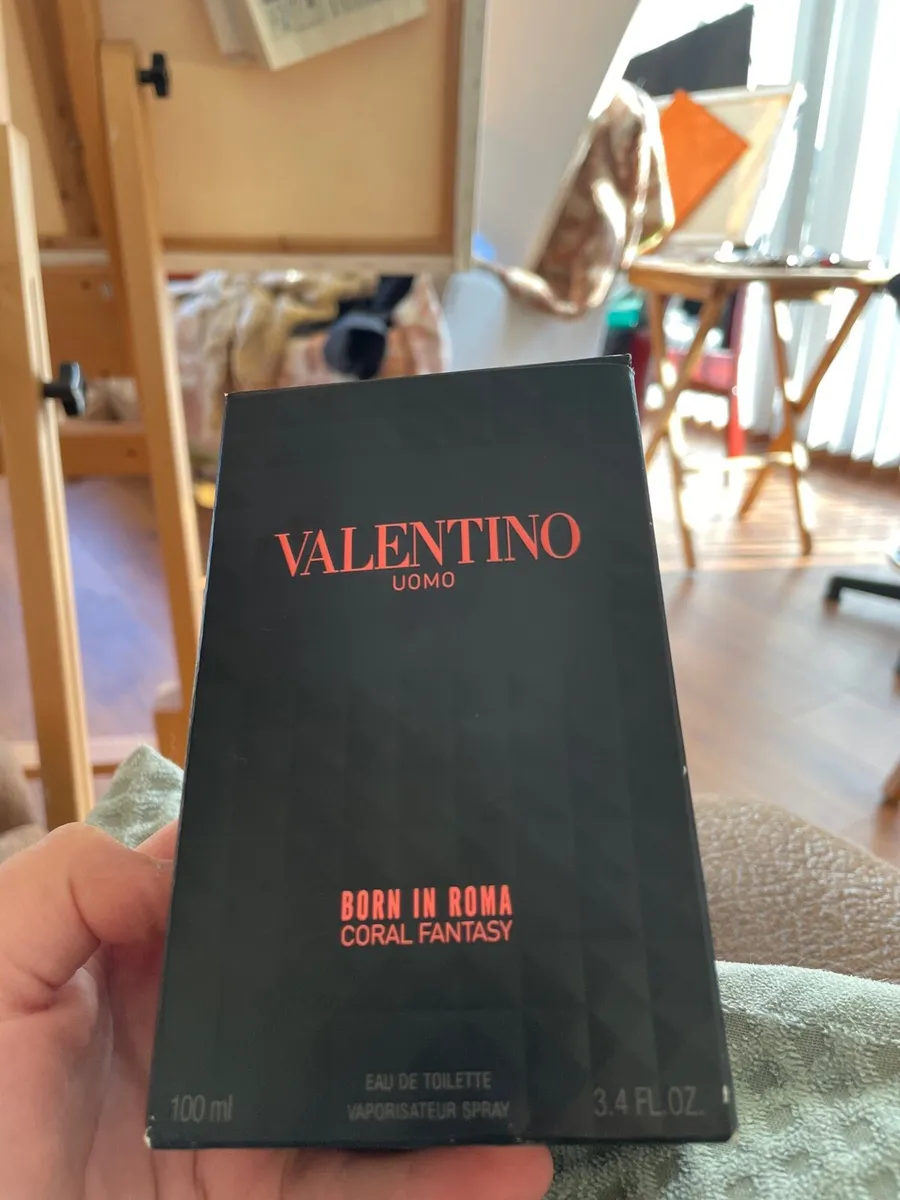 VALENTINO
UOMO
BORN IN ROMA
CORAL FANTASY
EAU DE TOILETTE
100 ml VAPORISATEUR SPRAY 3.4 FL.OZ.